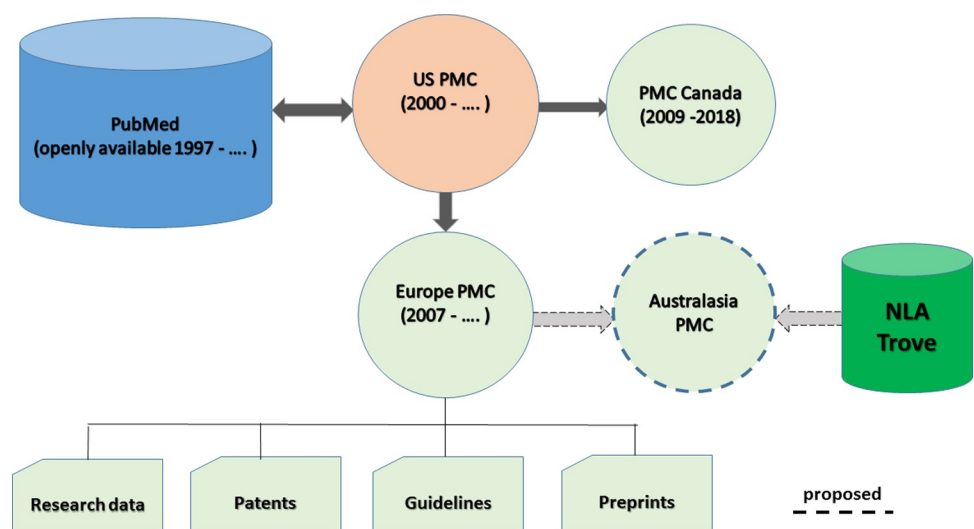 PubMed
(openly available 1997 - .... )
US PMC
(2000 - .... )
PMC Canada
(2009 -2018)
Europe PMC
(2007 - .... )
Australasia
PMC
NLA
Trove
Research data
Patents
Guidelines
Preprints
proposed